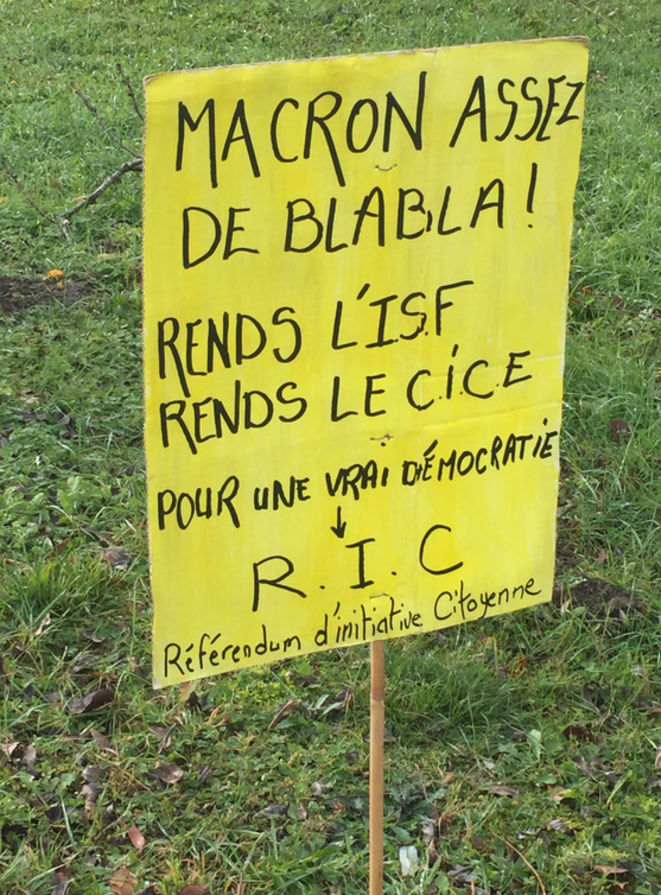 MACRON ASSEZ
DE BLABLA!
RENDS L'I.S.F
RENDS LE C.I.C.E
POUR UNE VRAI DÉMOCRATIE
↓
R.I.C
Référendum d'initiative Citoyenne